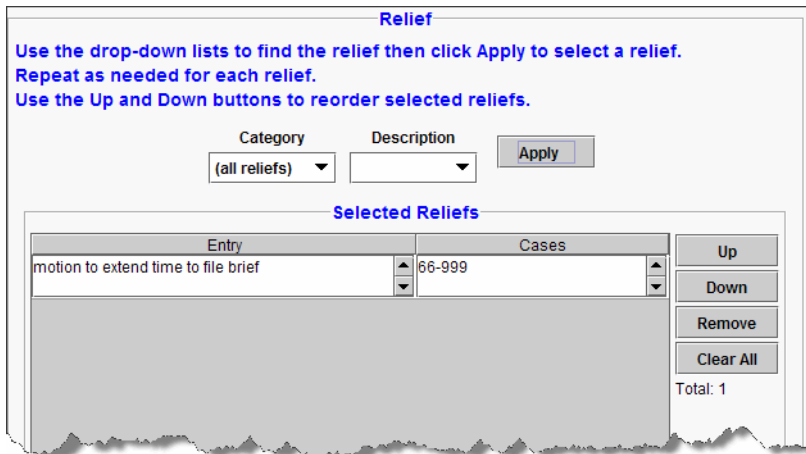 Relief
Use the drop-down lists to find the relief then click Apply to select a relief.
Repeat as needed for each relief.
Use the Up and Down buttons to reorder selected reliefs.
Category Description
(all reliefs) Apply
Selected Reliefs
Entry Cases Up
motion to extend time to file brief 66-999
Down
Remove
Clear All
Total: 1